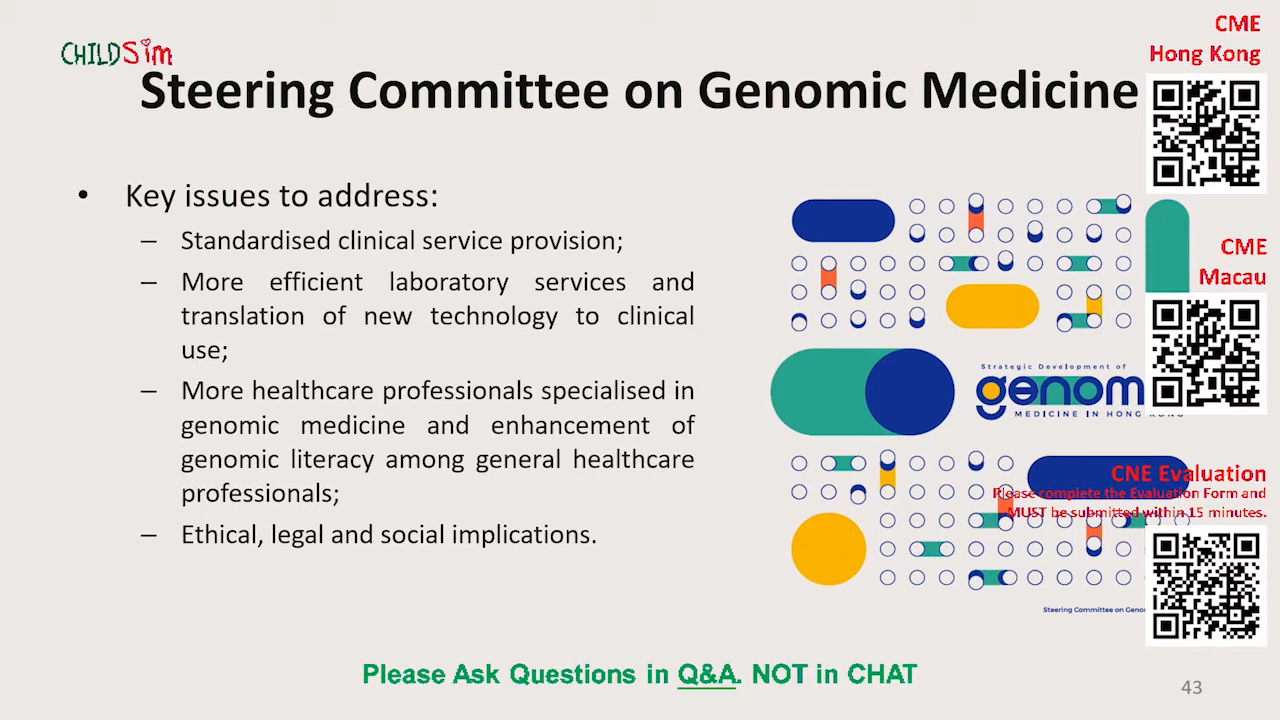 CME
Hong Kong
CHILDSim
Steering Committee on Genomic Medicine
• Key issues to address:
– Standardised clinical service provision;
– More efficient laboratory services and
translation of new technology to clinical
use;
– More healthcare professionals specialised in
genomic medicine and enhancement of
genomic literacy among general healthcare
professionals;
– Ethical, legal and social implications.
CME
Macau
Strategic Development of
genom
MEDICINE IN HONG KONG
CNE Evaluation
Please complete the Evaluation Form and
MUST be submitted within 15 minutes.
Steering Committee on Genom
Please Ask Questions in Q&A. NOT in CHAT
43